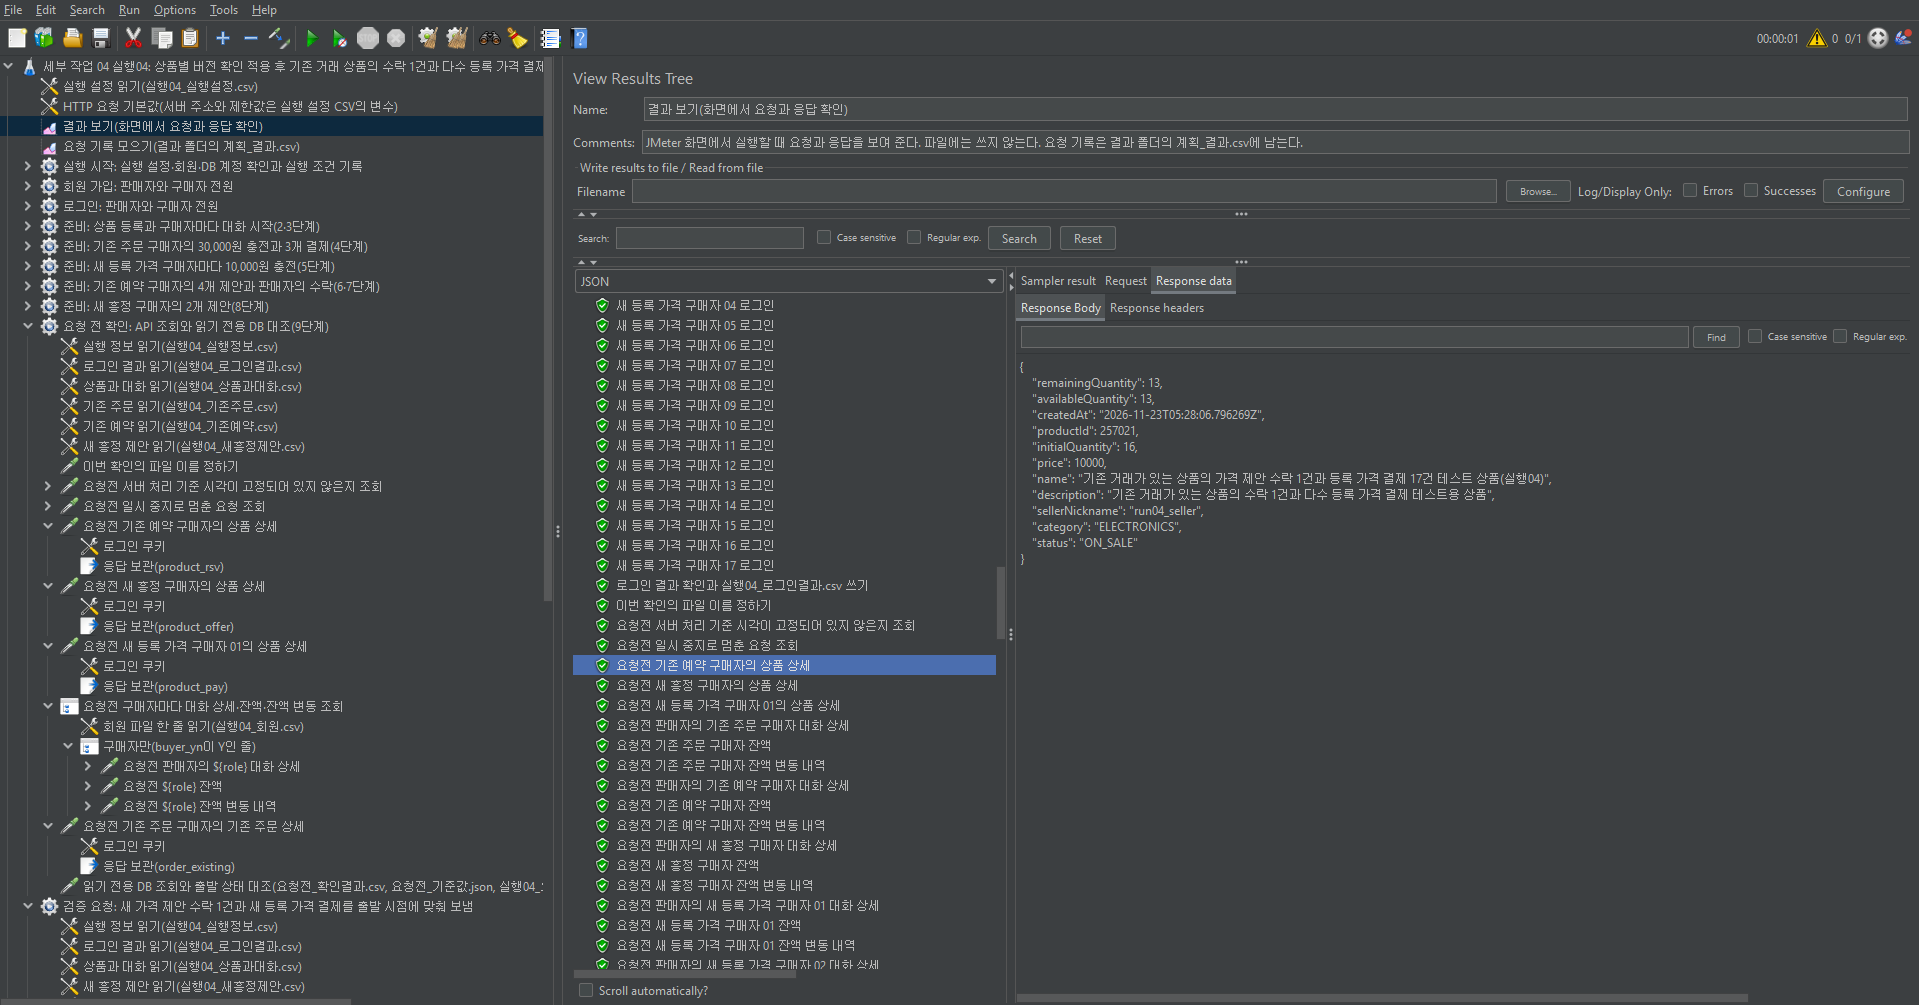 File Edit Search Run Options Tools Help
00:00:01 0 0/1
세부 작업 04 실행04: 상품별 버전 확인 적용 후 기존 거래 상품의 수락 1건과 다수 등록 가격 결제
실행 설정 읽기(실행04_실행설정.csv)
HTTP 요청 기본값(서버 주소와 제한값은 실행 설정 CSV의 변수)
결과 보기(화면에서 요청과 응답 확인)
요청 기록 모으기(결과 폴더의 계획_결과.csv)
실행 시작: 실행 설정·회원·DB 계정 확인과 실행 조건 기록
회원 가입: 판매자와 구매자 전원
로그인: 판매자와 구매자 전원
준비: 상품 등록과 구매자마다 대화 시작(2·3단계)
준비: 기존 주문 구매자의 30,000원 충전과 3개 결제(4단계)
준비: 새 등록 가격 구매자마다 10,000원 충전(5단계)
준비: 기존 예약 구매자의 4개 제안과 판매자의 수락(6·7단계)
준비: 새 흥정 구매자의 2개 제안(8단계)
요청 전 확인: API 조회와 읽기 전용 DB 대조(9단계)
실행 정보 읽기(실행04_실행정보.csv)
로그인 결과 읽기(실행04_로그인결과.csv)
상품과 대화 읽기(실행04_상품과대화.csv)
기존 주문 읽기(실행04_기존주문.csv)
기존 예약 읽기(실행04_기존예약.csv)
새 흥정 제안 읽기(실행04_새흥정제안.csv)
이번 확인의 파일 이름 정하기
요청전 서버 처리 기준 시각이 고정되어 있지 않은지 조회
요청전 일시 중지로 멈춘 요청 조회
요청전 기존 예약 구매자의 상품 상세
로그인 쿠키
응답 보관(product_rsv)
요청전 새 흥정 구매자의 상품 상세
로그인 쿠키
응답 보관(product_offer)
요청전 새 등록 가격 구매자 01의 상품 상세
로그인 쿠키
응답 보관(product_pay)
요청전 구매자마다 대화 상세·잔액·잔액 변동 조회
회원 파일 한 줄 읽기(실행04_회원.csv)
구매자만(buyer_yn이 Y인 줄)
요청전 판매자의 ${role} 대화 상세
요청전 ${role} 잔액
요청전 ${role} 잔액 변동 내역
요청전 기존 주문 구매자의 기존 주문 상세
로그인 쿠키
응답 보관(order_existing)
읽기 전용 DB 조회와 출발 상태 대조(요청전_확인결과.csv, 요청전_기준값.json, 실행04_
검증 요청: 새 가격 제안 수락 1건과 새 등록 가격 결제를 출발 시점에 맞춰 보냄
실행 정보 읽기(실행04_실행정보.csv)
로그인 결과 읽기(실행04_로그인결과.csv)
상품과 대화 읽기(실행04_상품과대화.csv)
새 흥정 제안 읽기(실행04_새흥정제안.csv)
View Results Tree
Name: 결과 보기(화면에서 요청과 응답 확인)
Comments: JMeter 화면에서 실행할 때 요청과 응답을 보여 준다. 파일에는 쓰지 않는다. 요청 기록은 결과 폴더의 계획_결과.csv에 남는다.
Write results to file / Read from file
Filename Browse... Log/Display Only: Errors Successes Configure
Search: Case sensitive Regular exp. Search Reset
JSON
새 등록 가격 구매자 04 로그인
새 등록 가격 구매자 05 로그인
새 등록 가격 구매자 06 로그인
새 등록 가격 구매자 07 로그인
새 등록 가격 구매자 08 로그인
새 등록 가격 구매자 09 로그인
새 등록 가격 구매자 10 로그인
새 등록 가격 구매자 11 로그인
새 등록 가격 구매자 12 로그인
새 등록 가격 구매자 13 로그인
새 등록 가격 구매자 14 로그인
새 등록 가격 구매자 15 로그인
새 등록 가격 구매자 16 로그인
새 등록 가격 구매자 17 로그인
로그인 결과 확인과 실행04_로그인결과.csv 쓰기
이번 확인의 파일 이름 정하기
요청전 서버 처리 기준 시각이 고정되어 있지 않은지 조회
요청전 일시 중지로 멈춘 요청 조회
요청전 기존 예약 구매자의 상품 상세
요청전 새 흥정 구매자의 상품 상세
요청전 새 등록 가격 구매자 01의 상품 상세
요청전 판매자의 기존 주문 구매자 대화 상세
요청전 기존 주문 구매자 잔액
요청전 기존 주문 구매자 잔액 변동 내역
요청전 판매자의 기존 예약 구매자 대화 상세
요청전 기존 예약 구매자 잔액
요청전 기존 예약 구매자 잔액 변동 내역
요청전 판매자의 새 흥정 구매자 대화 상세
요청전 새 흥정 구매자 잔액
요청전 새 흥정 구매자 잔액 변동 내역
요청전 판매자의 새 등록 가격 구매자 01 대화 상세
요청전 새 등록 가격 구매자 01 잔액
요청전 새 등록 가격 구매자 01 잔액 변동 내역
요청전 판매자의 새 등록 가격 구매자 02 대화 상세
Scroll automatically?
Sampler result Request Response data
Response Body Response headers
Find Case sensitive Regular exp.
{
"remainingQuantity": 13,
"availableQuantity": 13,
"createdAt": "2026-11-23T05:28:06.796269Z",
"productId": 257021,
"initialQuantity": 16,
"price": 10000,
"name": "기존 거래가 있는 상품의 가격 제안 수락 1건과 등록 가격 결제 17건 테스트 상품(실행04)",
"description": "기존 거래가 있는 상품의 수락 1건과 다수 등록 가격 결제 테스트용 상품",
"sellerNickname": "run04_seller",
"category": "ELECTRONICS",
"status": "ON_SALE"
}